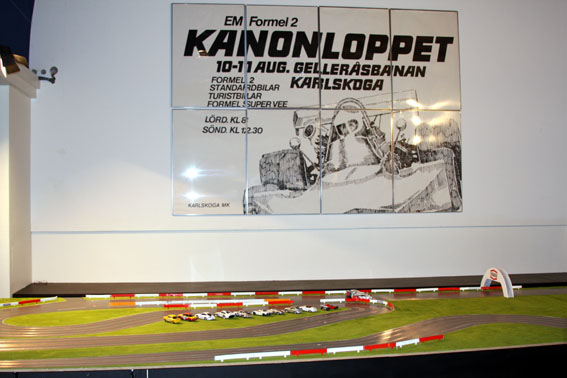 EM Formel 2
KANONLOPPET
10-11 AUG. GELLERÅSBANAN
KARLSKOGA
FORMEL 2
STANDARDBILAR
TURISTBILAR
FORMEL SUPER VEE
LÖRD. KL 8
SÖND. KL 12.30
KARLSKOGA MK